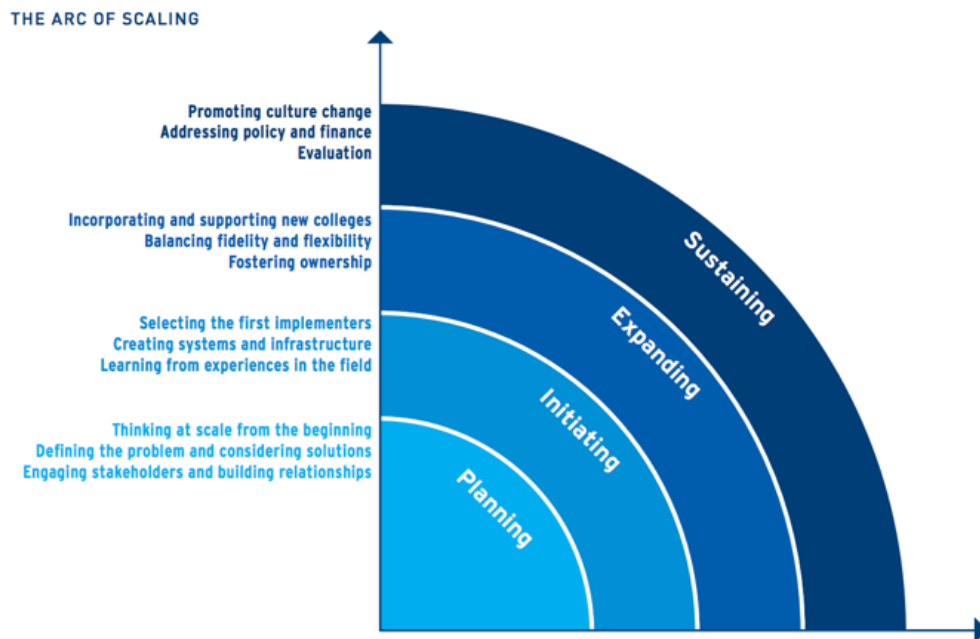 THE ARC OF SCALING
Promoting culture change
Addressing policy and finance
Evaluation
Incorporating and supporting new colleges
Balancing fidelity and flexibility
Fostering ownership
Selecting the first implementers
Creating systems and infrastructure
Learning from experiences in the field
Thinking at scale from the beginning
Defining the problem and considering solutions
Engaging stakeholders and building relationships
Sustaining
Expanding
Initiating
Planning